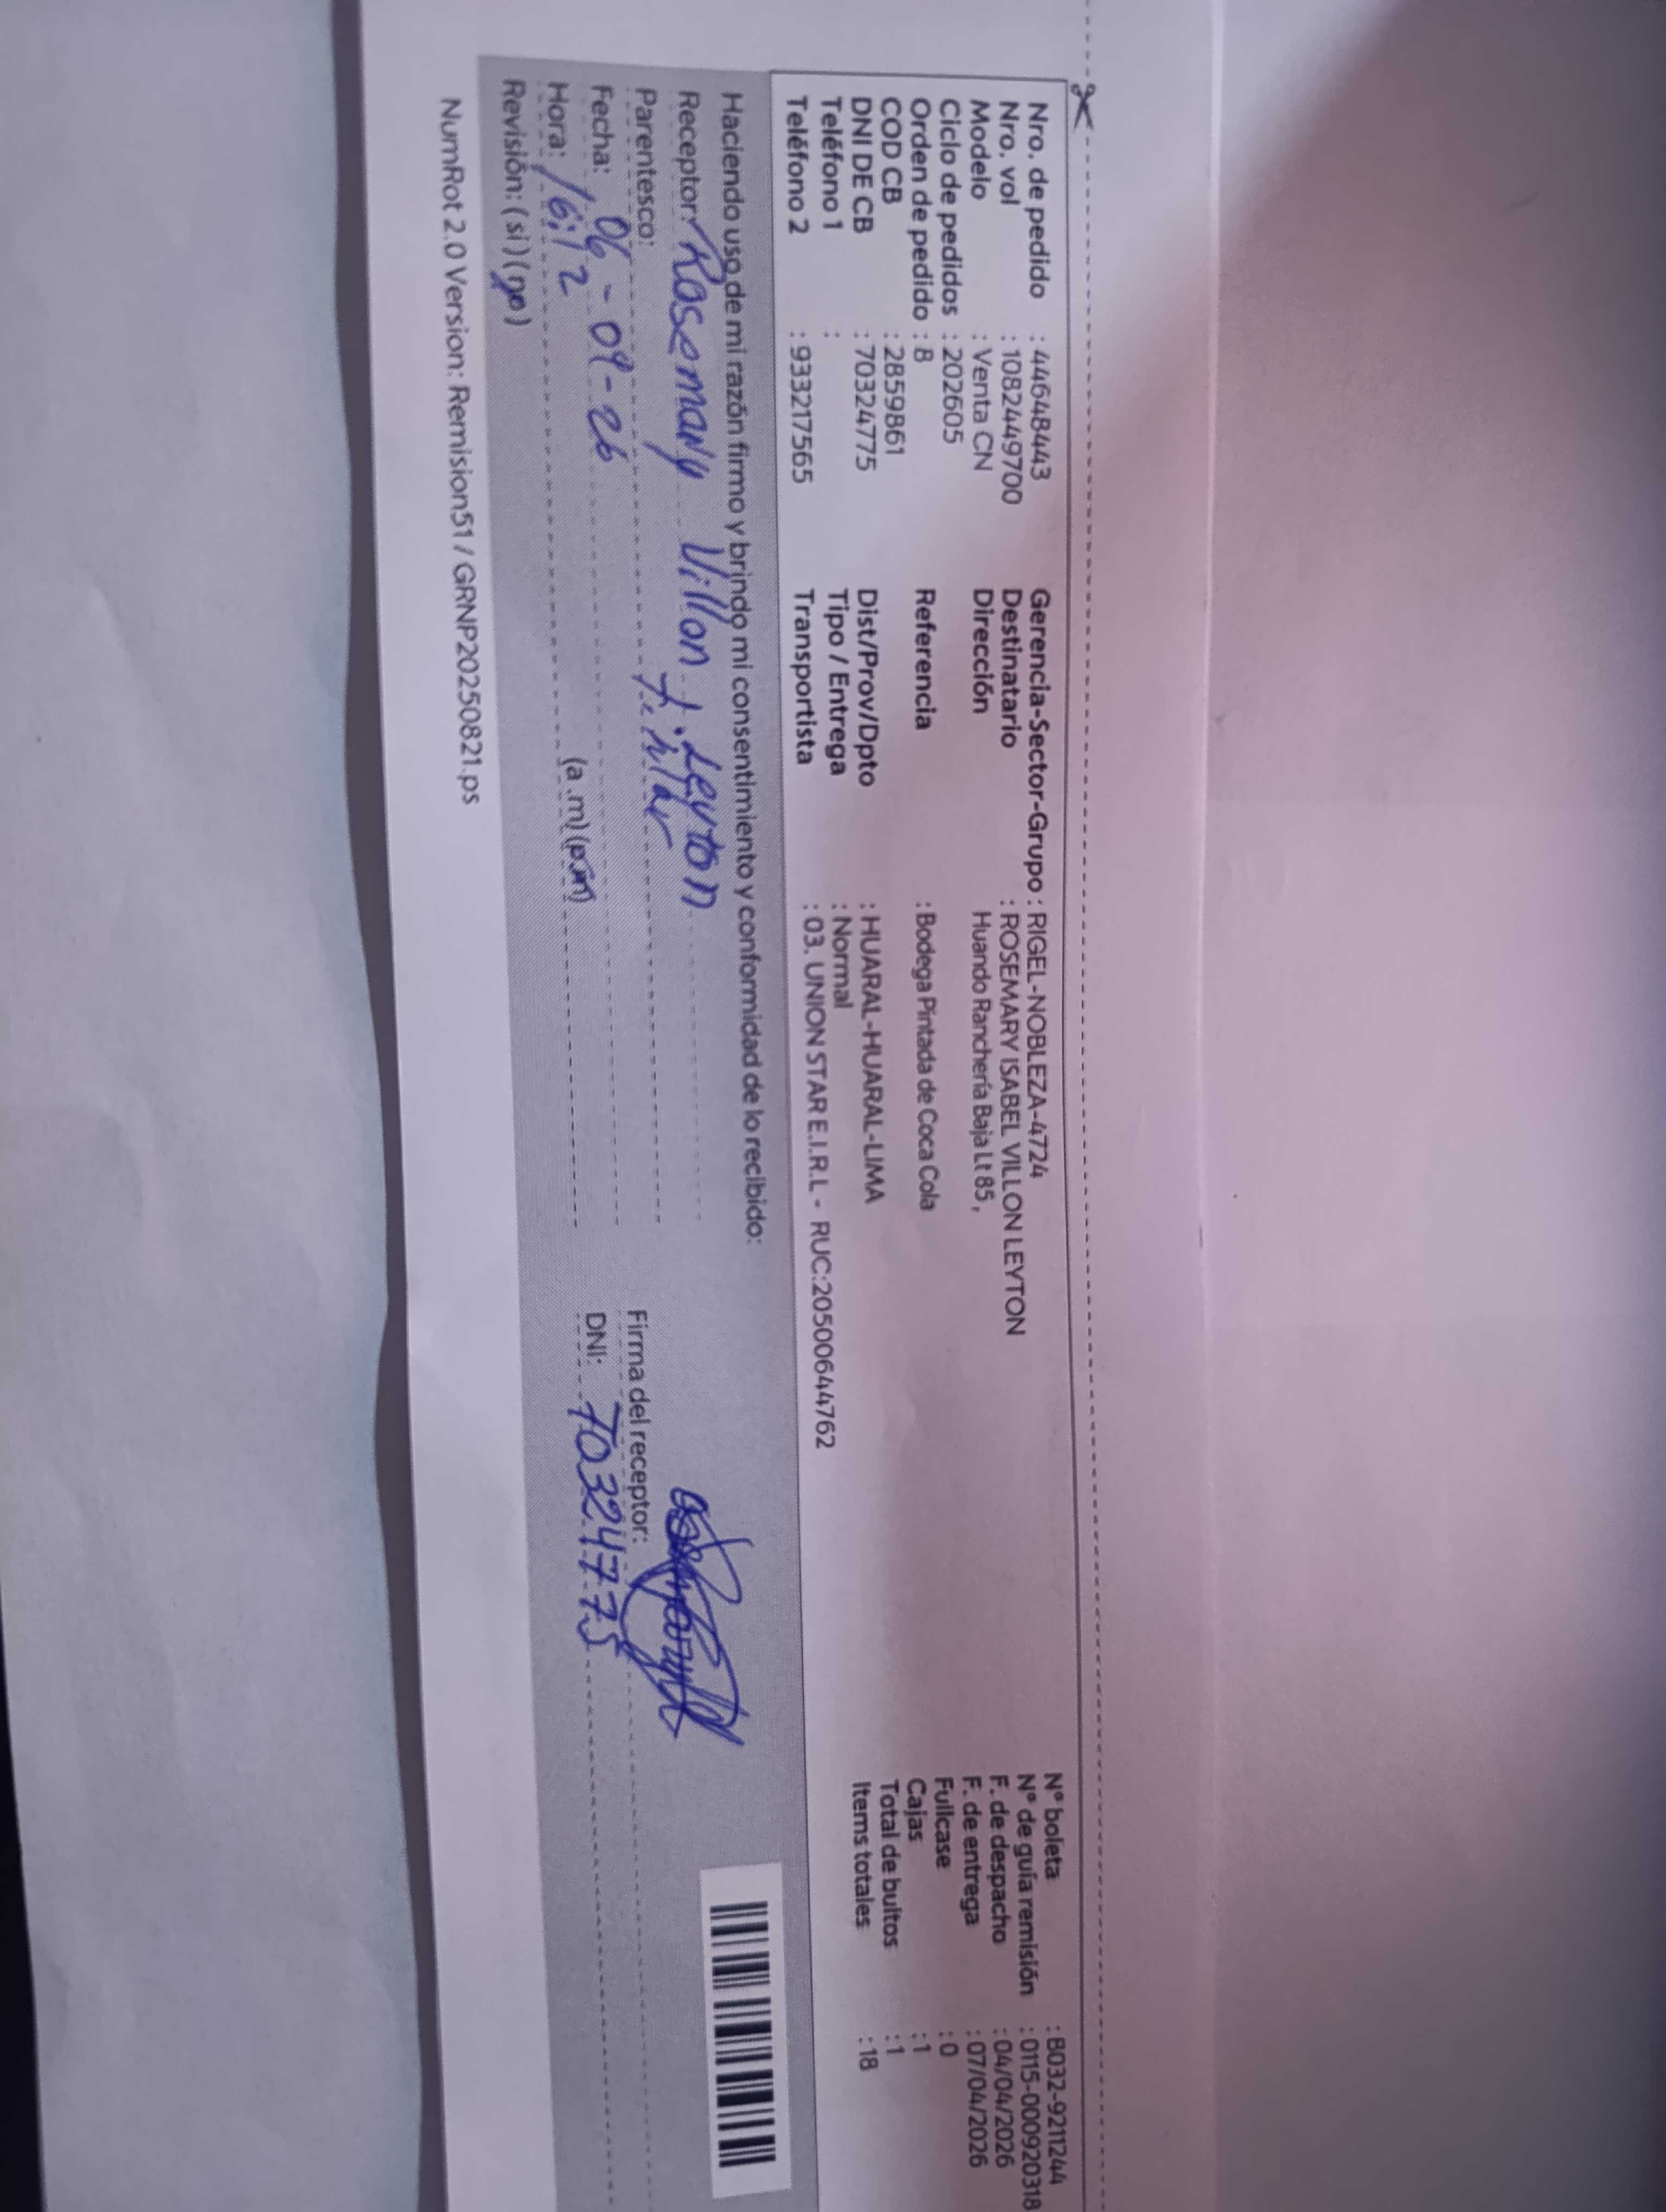 Nro. de pedido : 44648443
Nro. vol : 1082449700
Modelo : Venta CN
Ciclo de pedidos : 202605
Orden de pedido : 8
COD CB : 2859861
DNI DE CB : 70324775
Teléfono 1 :
Teléfono 2 : 933217565
Gerencia-Sector-Grupo : RIGEL-NOBLEZA-4724
Destinatario : ROSEMARY ISABEL VILLON LEYTON
Dirección Huando Ranchería Baja Lt 85,
Referencia : Bodega Pintada de Coca Cola
Dist/Prov/Dpto : HUARAL-HUARAL-LIMA
Tipo / Entrega : Normal
Transportista : 03. UNION STAR E.I.R.L - RUC:20500644762
N° boleta : B032-9211244
N° de guía remisión : 0115-000920318
F. de despacho : 04/04/2026
F. de entrega : 07/04/2026
Fullcase : 0
Cajas : 1
Total de bultos : 1
Items totales : 18
Haciendo uso de mi razón firmo y brindo mi consentimiento y conformidad de lo recibido:
Receptor: Rosemary Villon Leyton
Parentesco: Titular
Fecha: 06-04-26
Hora: 16:12 (a .m) (p.m)
Revisión: (si) (no)
Firma del receptor:
DNI: 70324775
NumRot 2.0 Version: Remision51 / GRNP20250821.ps